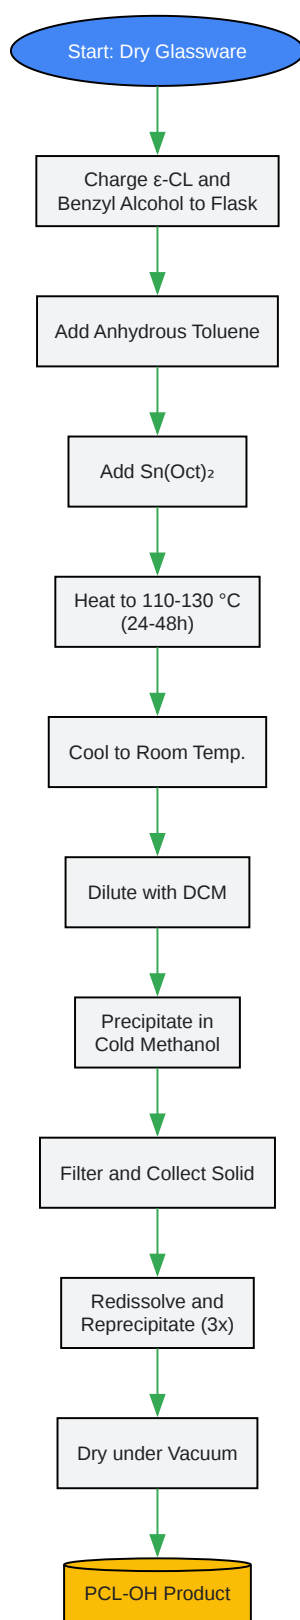 Start: Dry Glassware
Charge ε-CL and
Benzyl Alcohol to Flask
Add Anhydrous Toluene
Add Sn(Oct)₂
Heat to 110-130 °C
(24-48h)
Cool to Room Temp.
Dilute with DCM
Precipitate in
Cold Methanol
Filter and Collect Solid
Redissolve and
Reprecipitate (3x)
Dry under Vacuum
PCL-OH Product